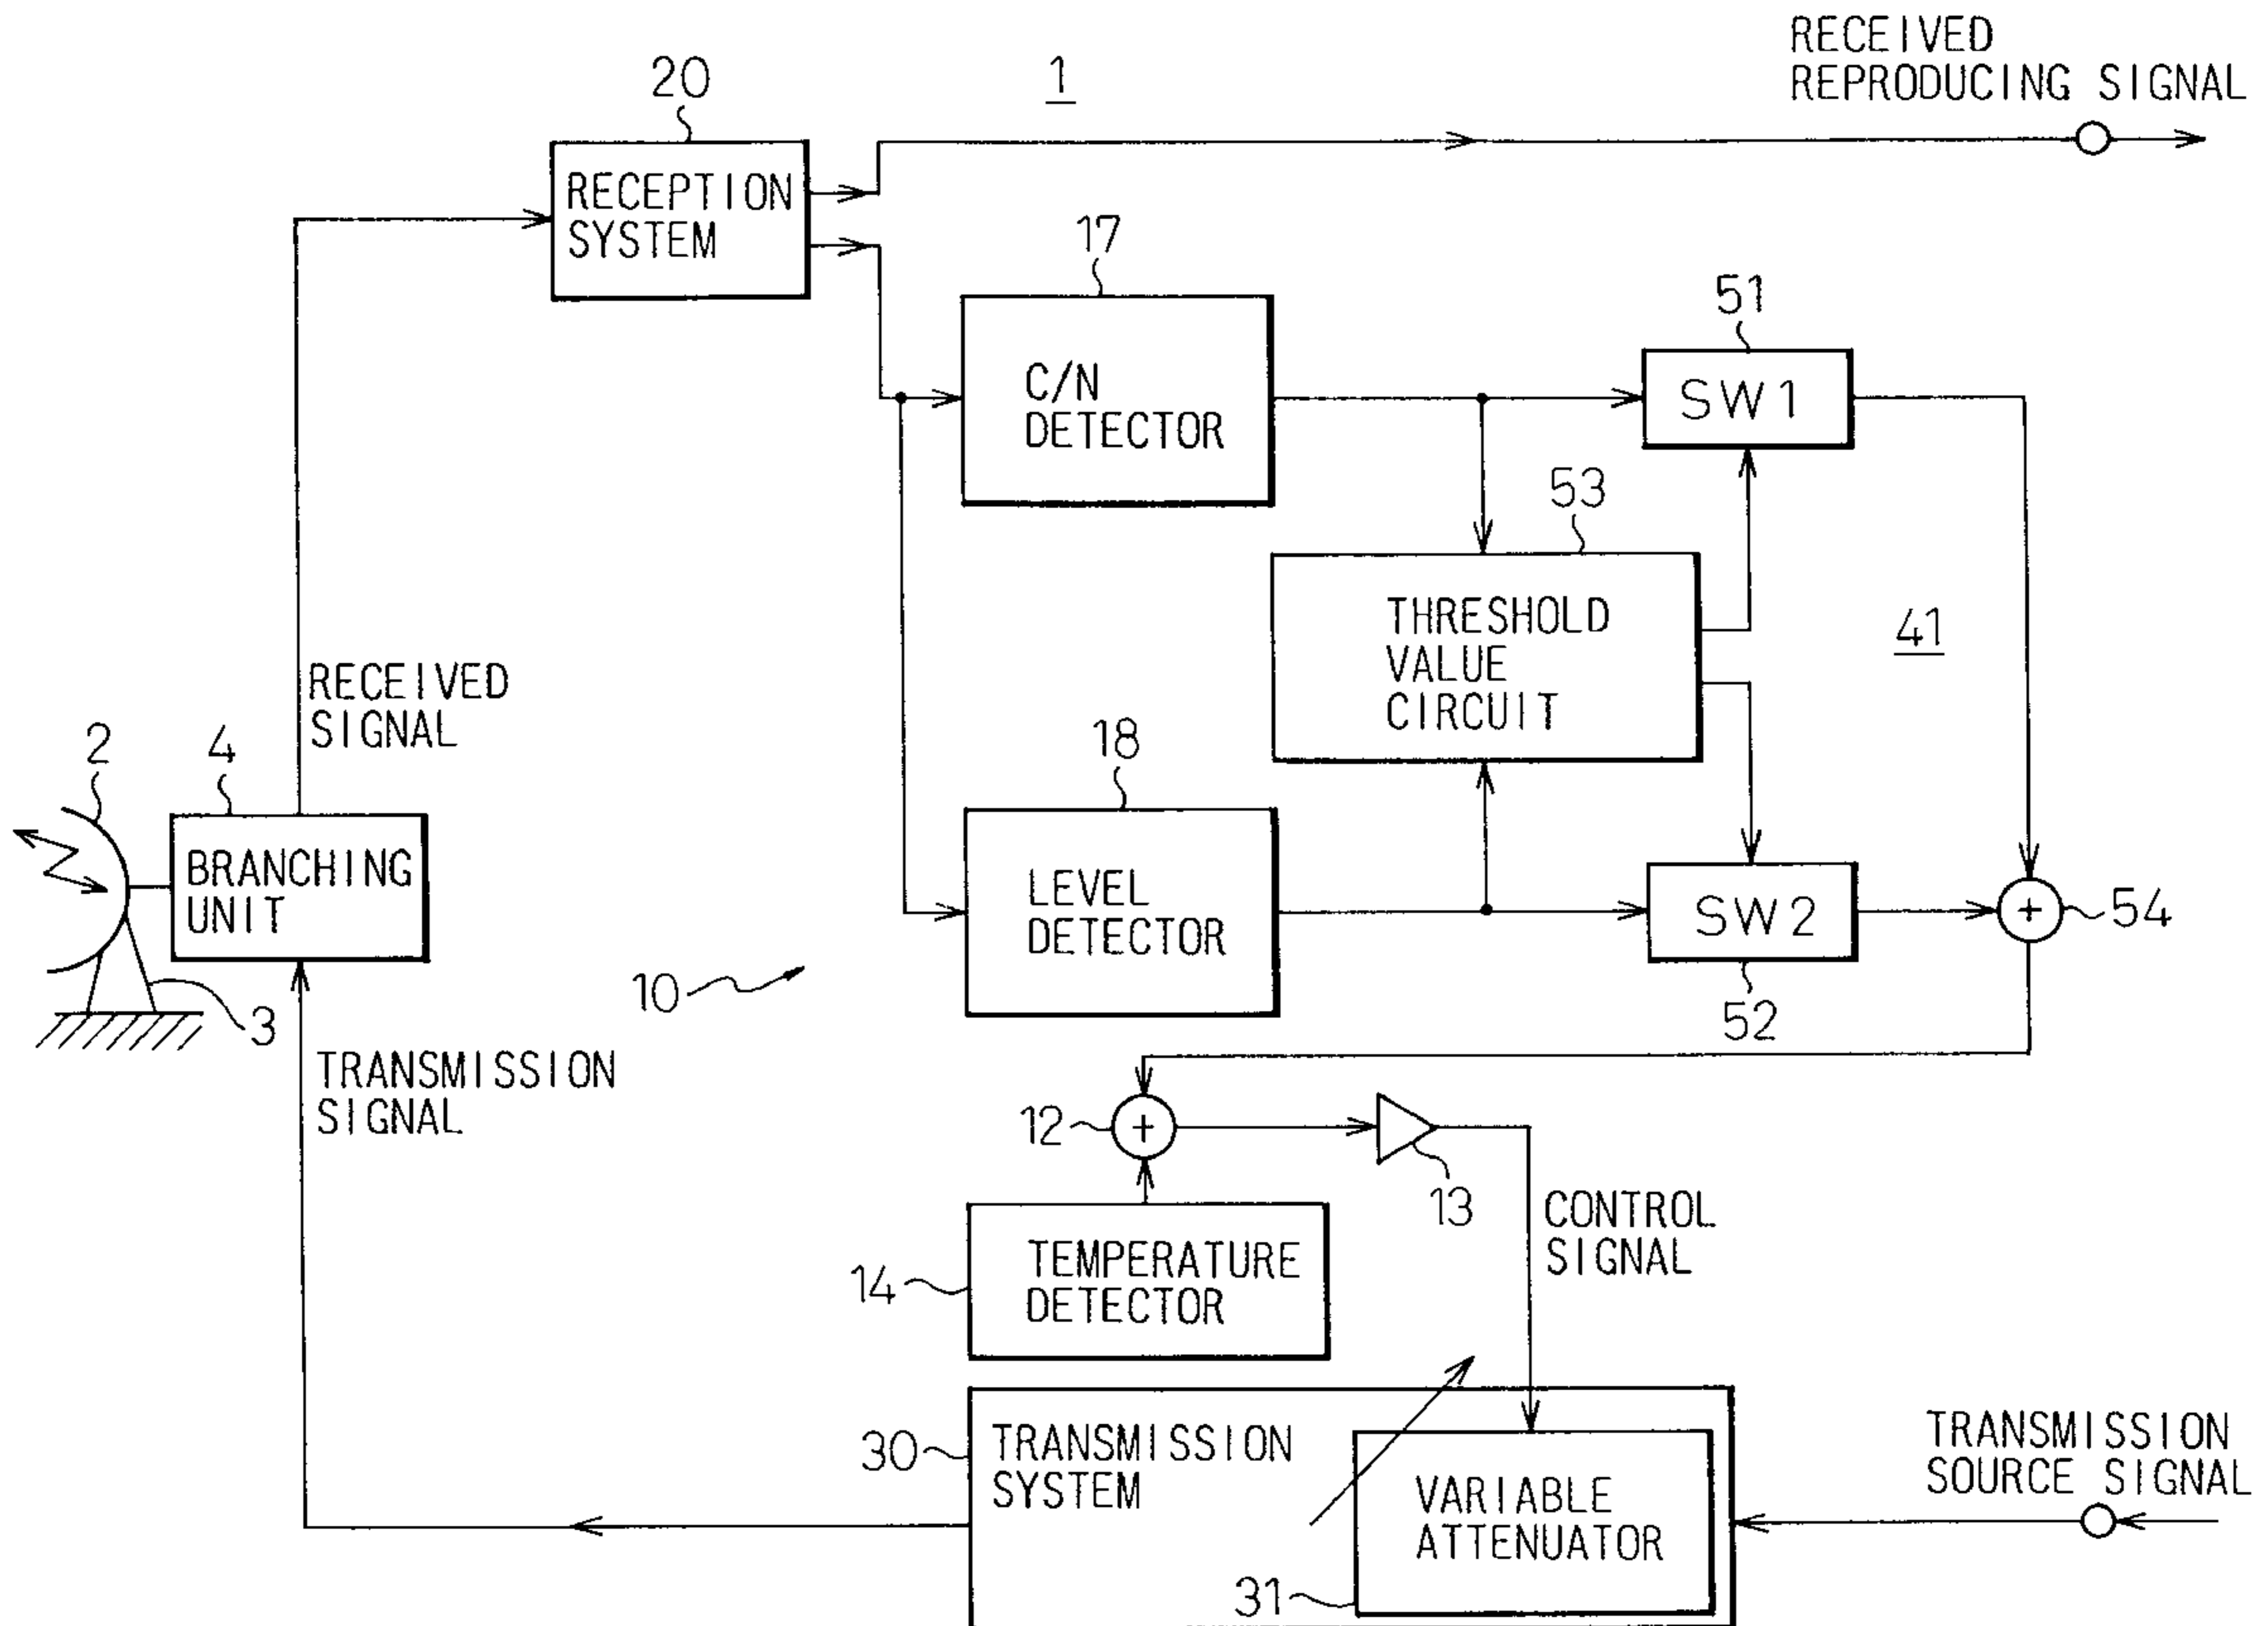 RECEIVED
REPRODUCING SIGNAL
1
20
RECEPTION
SYSTEM
17
C/N
DETECTOR
51
SW1
53
THRESHOLD
VALUE
CIRCUIT
41
RECEIVED
SIGNAL
2
4
BRANCHING
UNIT
3
18
LEVEL
DETECTOR
SW2
52
+
54
10
TRANSMISSION
SIGNAL
12
+
13
14
TEMPERATURE
DETECTOR
CONTROL
SIGNAL
30
TRANSMISSION
SYSTEM
VARIABLE
ATTENUATOR
31
TRANSMISSION
SOURCE SIGNAL